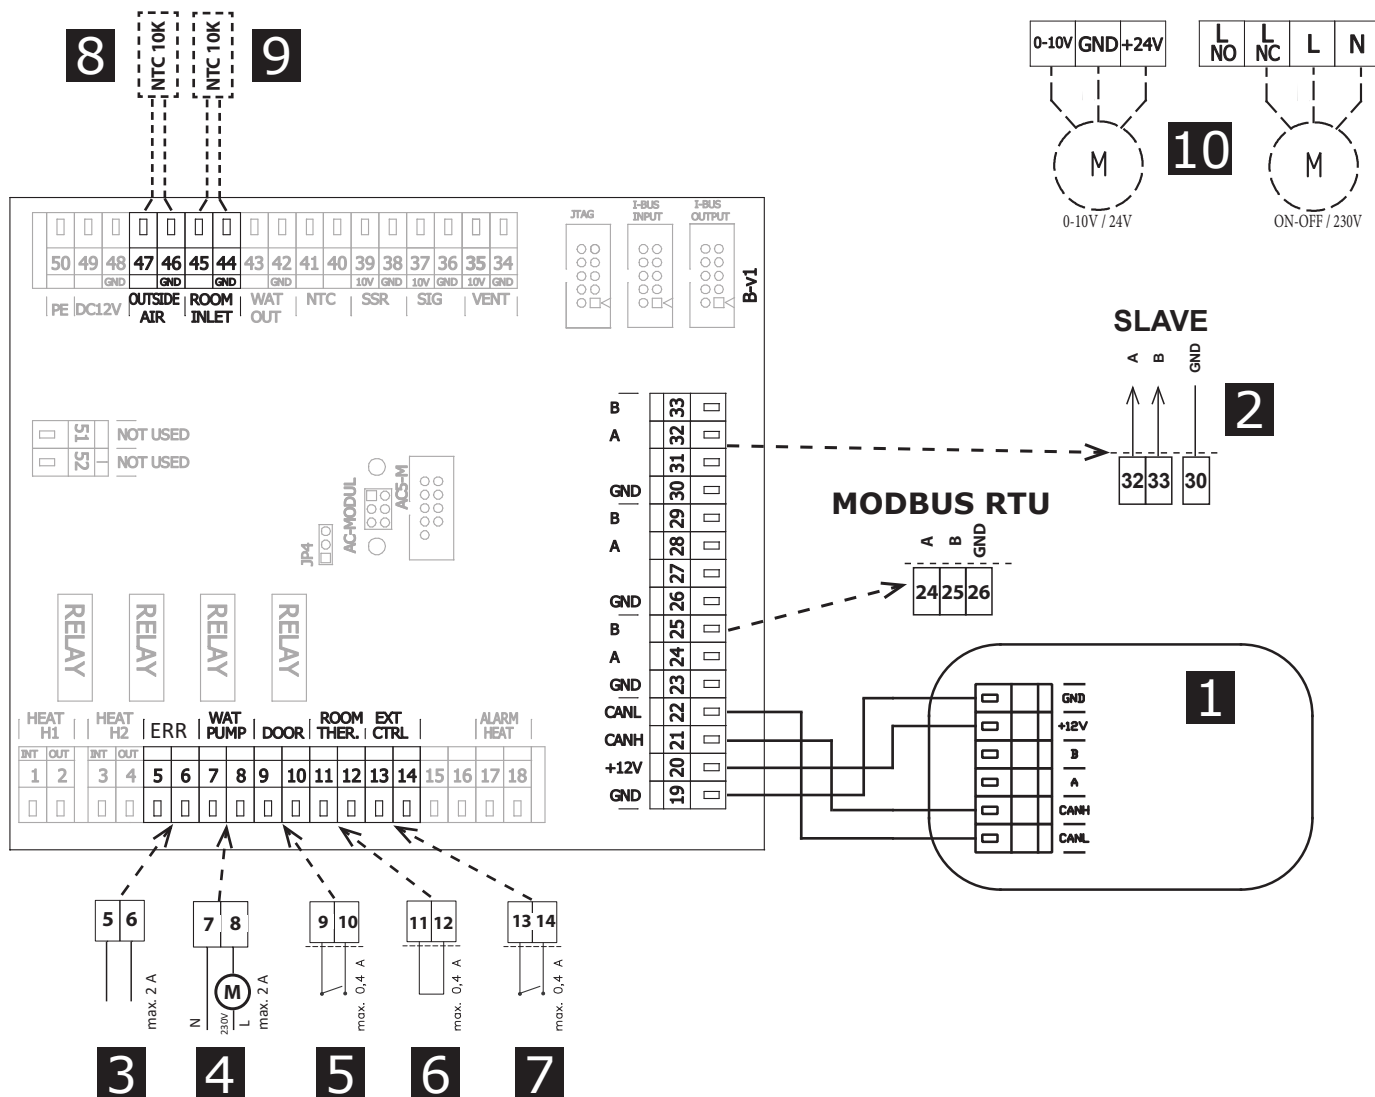 8
NTC 10K
NTC 10K
9
0-10V GND +24V
L NO
L NC
L
N
M
10
M
0-10V / 24V
ON-OFF / 230V
JTAG
I-BUS INPUT
I-BUS OUTPUT
50 49 48 47 46 45 44 43 42 41 40 39 38 37 36 35 34
GND GND GND GND 10V GND 10V GND 10V GND
PE DC12V OUTSIDE AIR ROOM INLET WAT OUT NTC SSR SIG VENT
B-v1
SLAVE
A B GND
2
32 33 30
51 NOT USED
52 NOT USED
JP4
AC-MODUL
ACS-M
B 33
A 32
31
GND 30
B 29
A 28
27
GND 26
B 25
A 24
GND 23
CANL 22
CANH 21
+12V 20
GND 19
MODBUS RTU
A B GND
24 25 26
1
GND
+12V
B
A
CANH
CANL
RELAY
RELAY
RELAY
RELAY
HEAT H1
HEAT H2
ERR
WAT PUMP
DOOR
ROOM THER.
EXT CTRL
ALARM HEAT
INT OUT INT OUT
1 2 3 4 5 6 7 8 9 10 11 12 13 14 15 16 17 18
5 6
max. 2 A
7 8
M
N
230V
L
max. 2 A
9 10
max. 0,4 A
11 12
max. 0,4 A
13 14
max. 0,4 A
3
4
5
6
7